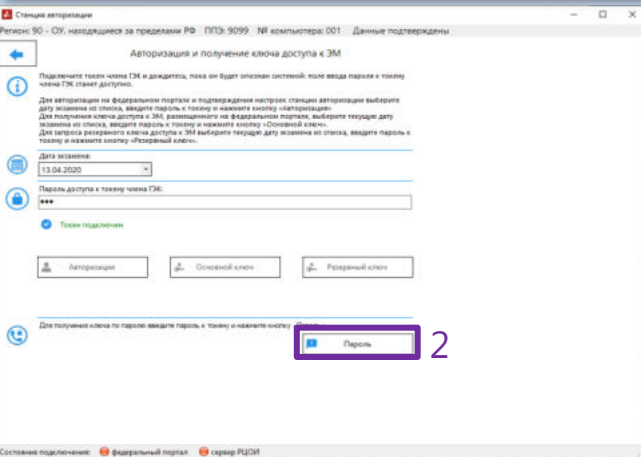 Станция авторизации
Регион: 90 - ОУ, находящиеся за пределами РФ ППЭ: 9099 № компьютера: 001 Данные подтверждены
Авторизация и получение ключа доступа к ЭМ
Подключите токен члена ГЭК и дождитесь, пока он будет опознан системой: поле ввода пароля к токену
члена ГЭК станет доступно.
Для авторизации на федеральном портале и подтверждения настроек станции авторизации выберите
дату экзамена из списка, введите пароль к токену и нажмите кнопку «Авторизация»
Для получения ключа доступа к ЭМ, размещенного на федеральном портале, выберите текущую дату
экзамена из списка, введите пароль к токену и нажмите кнопку «Основной ключ».
Для запроса резервного ключа доступа к ЭМ выберите текущую дату экзамена из списка, введите пароль к
токену и нажмите кнопку «Резервный ключ».
Дата экзамена:
13.04.2020
Пароль доступа к токену члена ГЭК:
•••
Токен подключен
Авторизация Основной ключ Резервный ключ
Для получения ключа по паролю введите пароль к токену и нажмите кнопку
Пароль 2
Состояние подключения: федеральный портал сервер РЦОИ